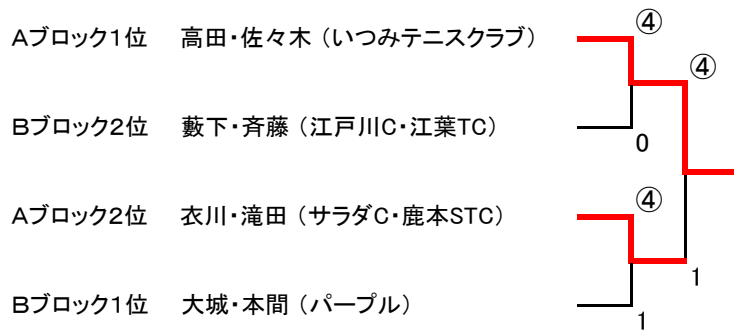 Aブロック1位 高田・佐々木（いつみテニスクラブ） ④
④
Bブロック2位 藪下・斉藤（江戸川C・江葉TC） 0
Aブロック2位 衣川・滝田（サラダC・鹿本STC） ④
1
Bブロック1位 大城・本間（パープル） 1